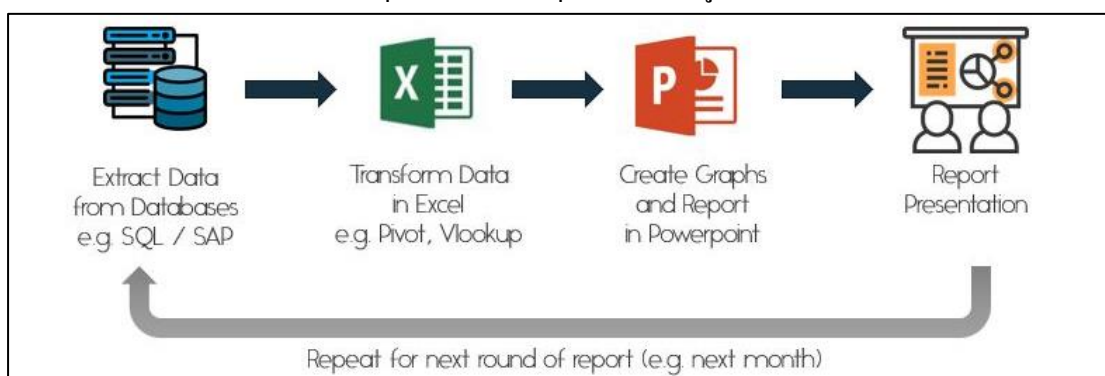 X
P
Extract Data
from Databases
e.g. SQL / SAP
Transform Data
in Excel
e.g. Pivot, Vlookup
Create Graphs
and Report
in Powerpoint
Report
Presentation
Repeat for next round of report (e.g. next month)